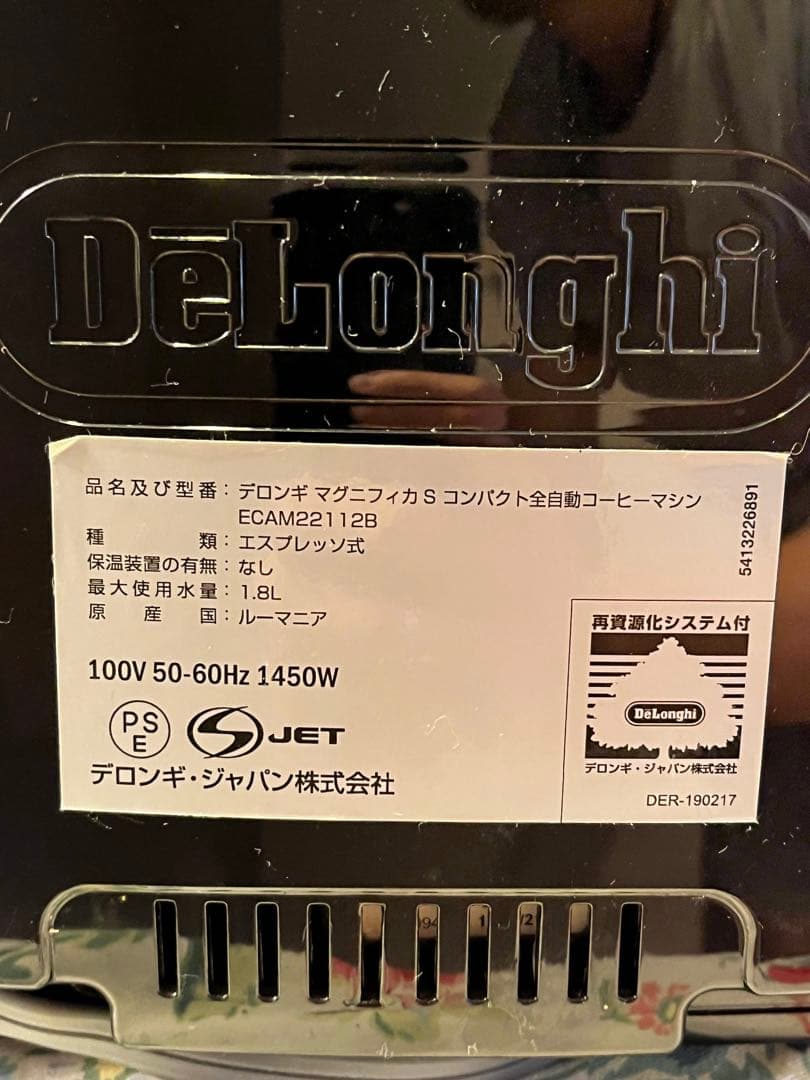 DēLonghi
品名及び型番：デロンギ マグニフィカ S コンパクト全自動コーヒーマシン
ECAM22112B
種類：エスプレッソ式
保温装置の有無：なし
最大使用水量：1.8L
原産国：ルーマニア
5413226891
100V 50-60Hz 1450W
PSE
S JET
デロンギ・ジャパン株式会社
再資源化システム付
DēLonghi
デロンギ・ジャパン株式会社
DER-190217